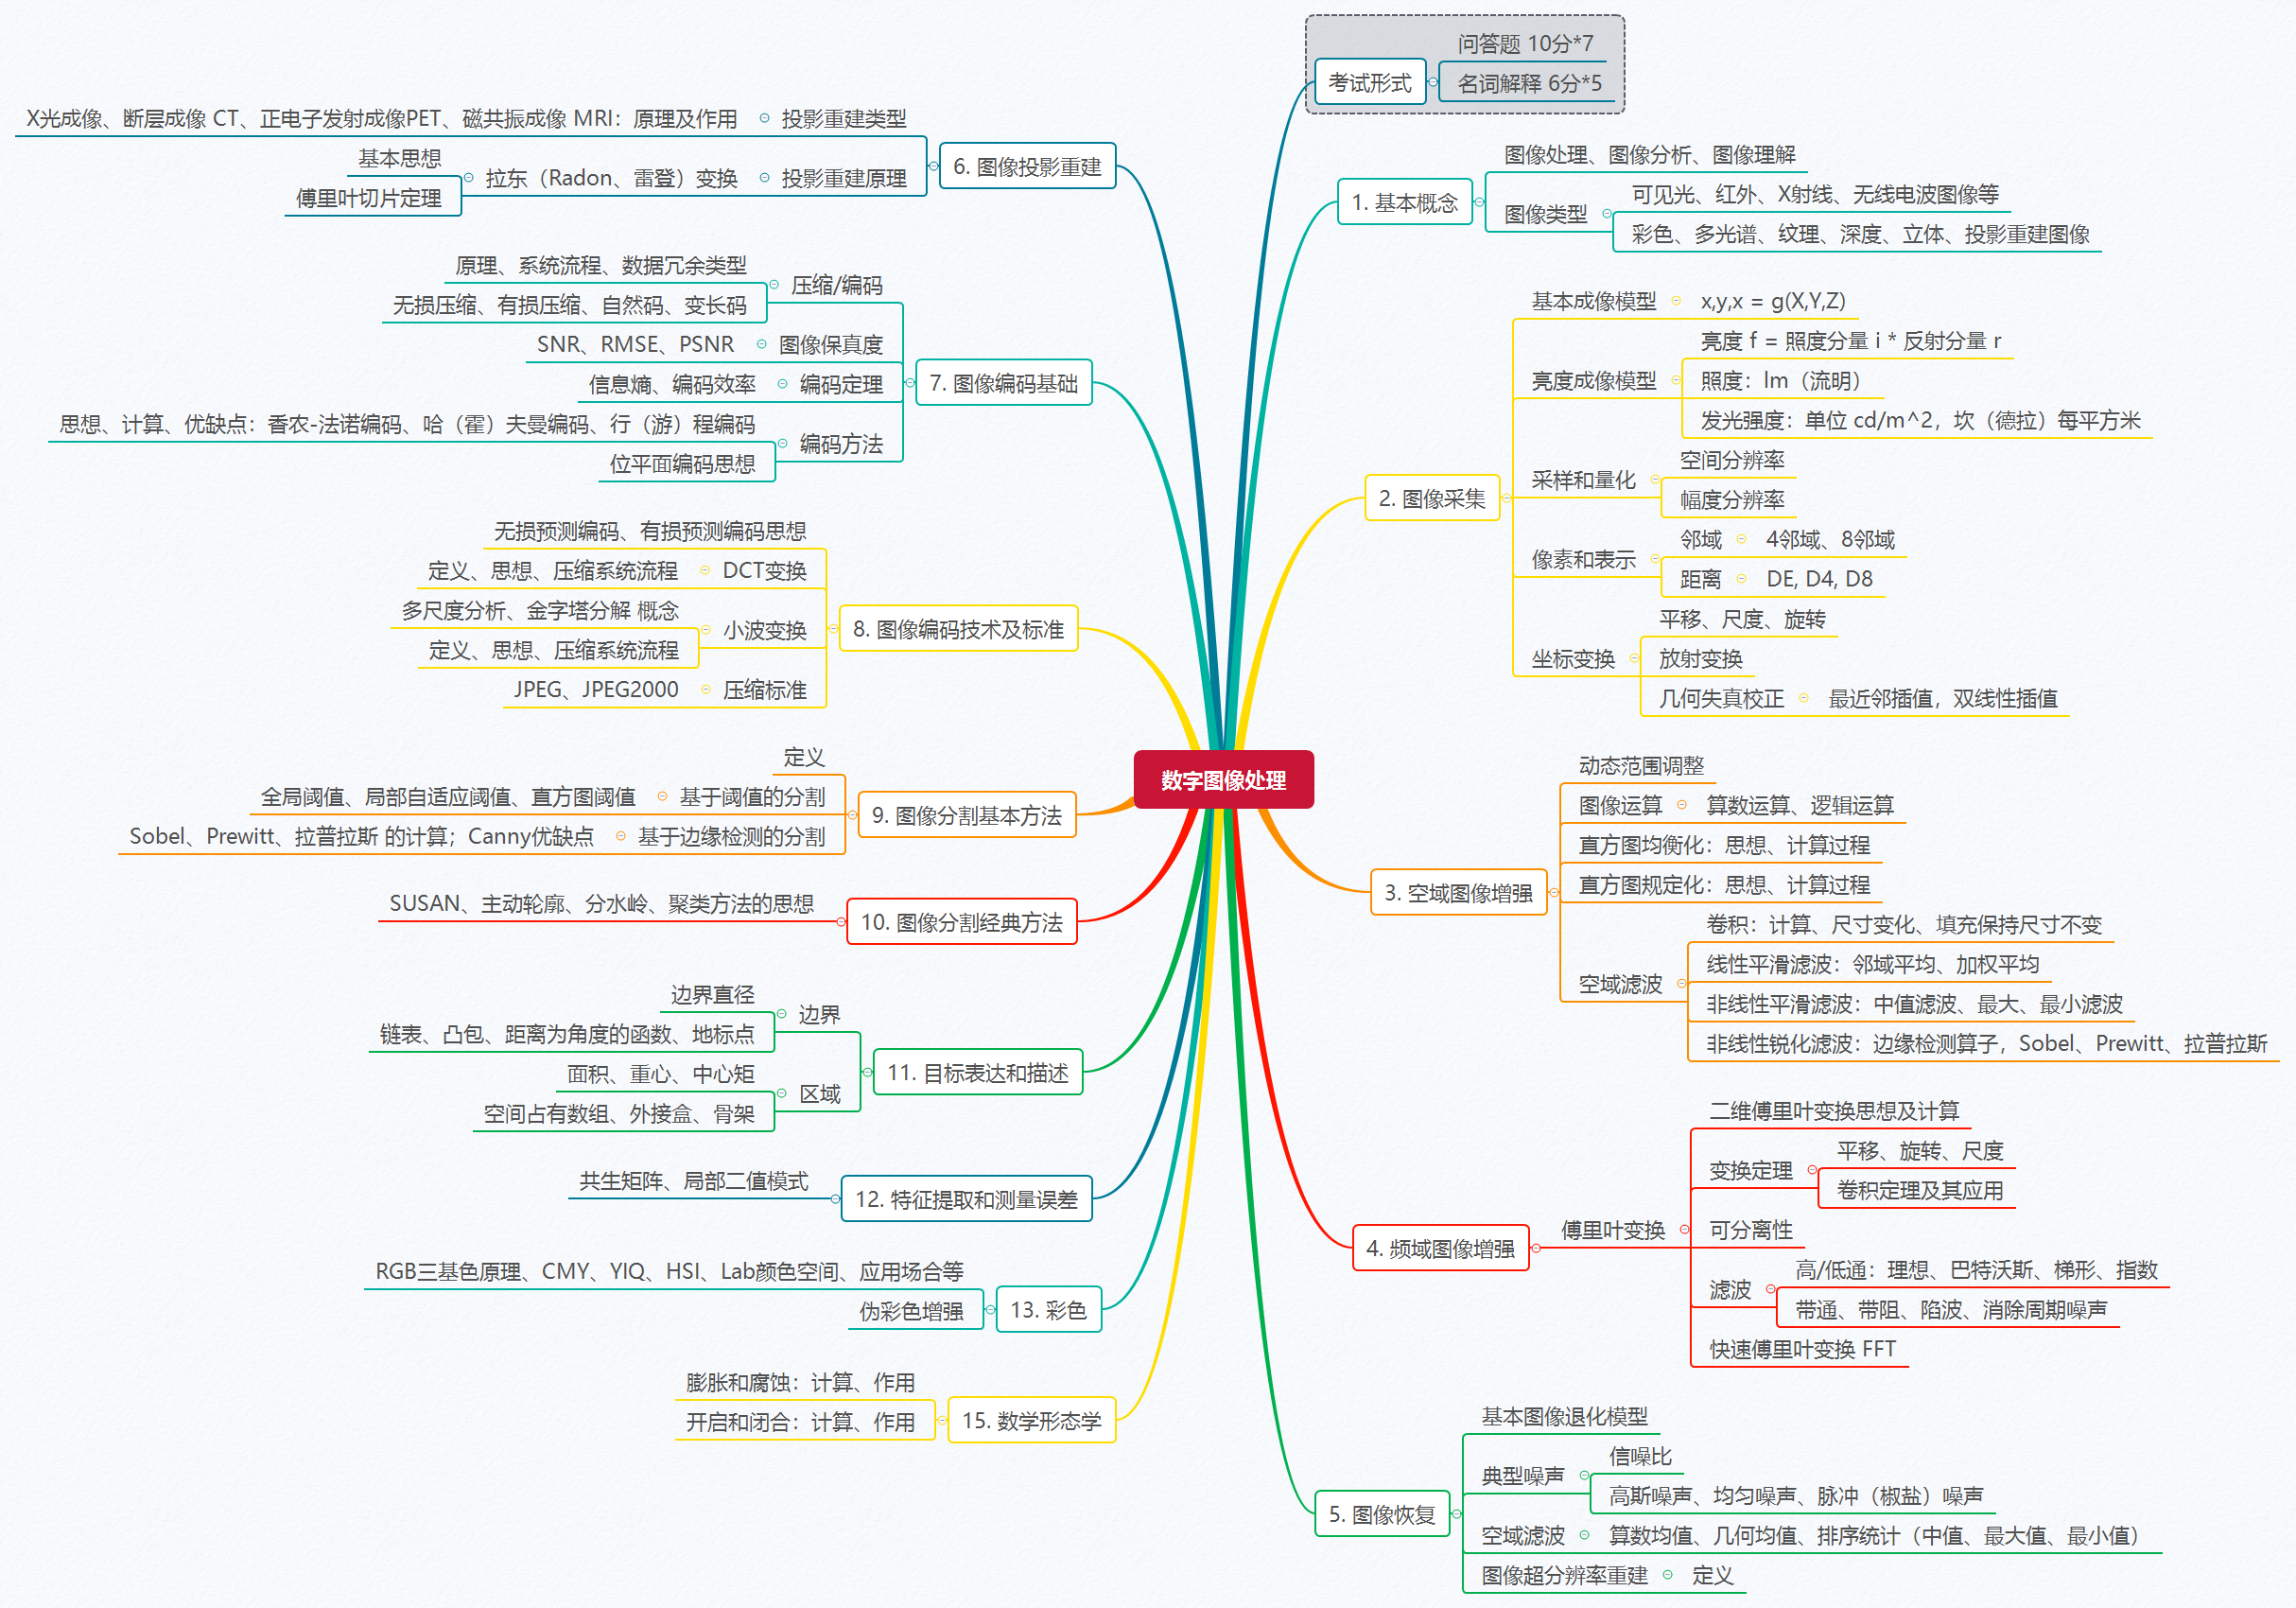 数字图像处理
考试形式
问答题 10分*7
名词解释 6分*5
1. 基本概念
图像处理、图像分析、图像理解
图像类型
可见光、红外、X射线、无线电波图像等
彩色、多光谱、纹理、深度、立体、投影重建图像
2. 图像采集
基本成像模型
x,y,x = g(X,Y,Z)
亮度成像模型
亮度 f = 照度分量 i * 反射分量 r
照度：lm（流明）
发光强度：单位 cd/m^2，坎（德拉）每平方米
采样和量化
空间分辨率
幅度分辨率
像素和表示
邻域
4邻域、8邻域
距离
DE, D4, D8
坐标变换
平移、尺度、旋转
放射变换
几何失真校正
最近邻插值，双线性插值
3. 空域图像增强
动态范围调整
图像运算
算数运算、逻辑运算
直方图均衡化：思想、计算过程
直方图规定化：思想、计算过程
空域滤波
卷积：计算、尺寸变化、填充保持尺寸不变
线性平滑滤波：邻域平均、加权平均
非线性平滑滤波：中值滤波、最大、最小滤波
非线性锐化滤波：边缘检测算子，Sobel、Prewitt、拉普拉斯
4. 频域图像增强
傅里叶变换
二维傅里叶变换思想及计算
变换定理
平移、旋转、尺度
卷积定理及其应用
可分离性
滤波
高/低通：理想、巴特沃斯、梯形、指数
带通、带阻、陷波、消除周期噪声
快速傅里叶变换 FFT
5. 图像恢复
基本图像退化模型
典型噪声
信噪比
高斯噪声、均匀噪声、脉冲（椒盐）噪声
空域滤波
算数均值、几何均值、排序统计（中值、最大值、最小值）
图像超分辨率重建
定义
6. 图像投影重建
投影重建类型
X光成像、断层成像 CT、正电子发射成像PET、磁共振成像 MRI：原理及作用
投影重建原理
拉东（Radon、雷登）变换
基本思想
傅里叶切片定理
7. 图像编码基础
压缩/编码
原理、系统流程、数据冗余类型
无损压缩、有损压缩、自然码、变长码
图像保真度
SNR、RMSE、PSNR
编码定理
信息熵、编码效率
编码方法
思想、计算、优缺点：香农-法诺编码、哈（霍）夫曼编码、行（游）程编码
位平面编码思想
8. 图像编码技术及标准
无损预测编码、有损预测编码思想
DCT变换
定义、思想、压缩系统流程
小波变换
多尺度分析、金字塔分解 概念
定义、思想、压缩系统流程
压缩标准
JPEG、JPEG2000
9. 图像分割基本方法
定义
基于阈值的分割
全局阈值、局部自适应阈值、直方图阈值
基于边缘检测的分割
Sobel、Prewitt、拉普拉斯 的计算；Canny优缺点
10. 图像分割经典方法
SUSAN、主动轮廓、分水岭、聚类方法的思想
11. 目标表达和描述
边界
边界直径
链表、凸包、距离为角度的函数、地标点
区域
面积、重心、中心矩
空间占有数组、外接盒、骨架
12. 特征提取和测量误差
共生矩阵、局部二值模式
13. 彩色
RGB三基色原理、CMY、YIQ、HSI、Lab颜色空间、应用场合等
伪彩色增强
15. 数学形态学
膨胀和腐蚀：计算、作用
开启和闭合：计算、作用